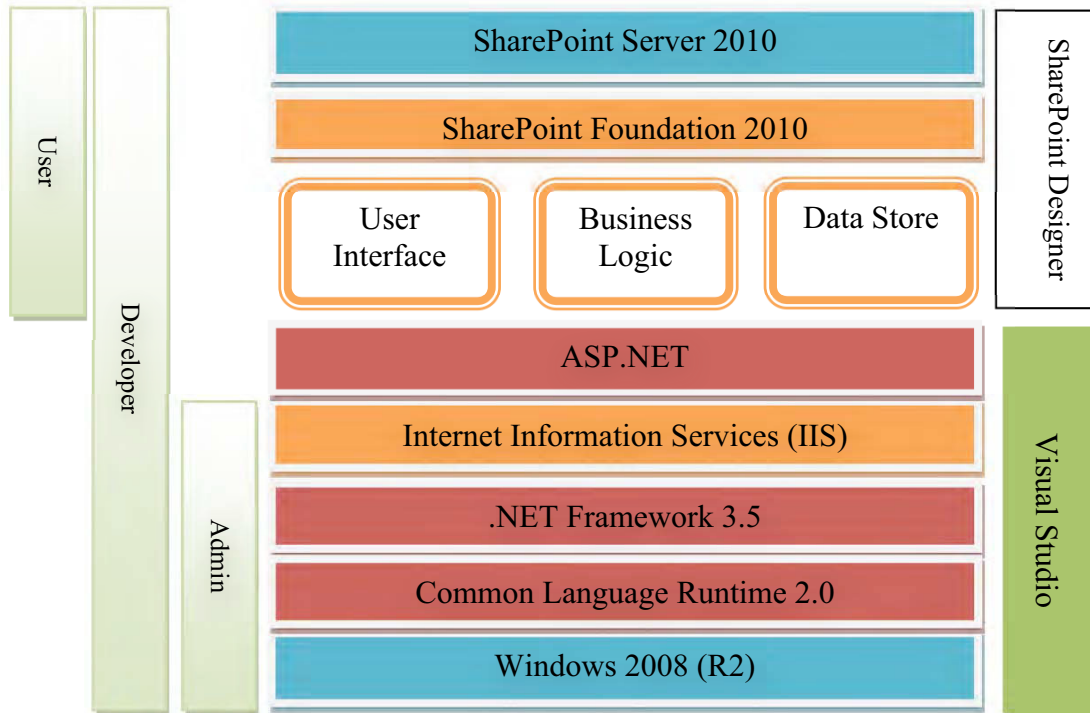 User
Developer
Admin
SharePoint Server 2010
SharePoint Foundation 2010
User
Interface
Business
Logic
Data Store
ASP.NET
Internet Information Services (IIS)
.NET Framework 3.5
Common Language Runtime 2.0
Windows 2008 (R2)
SharePoint Designer
Visual Studio